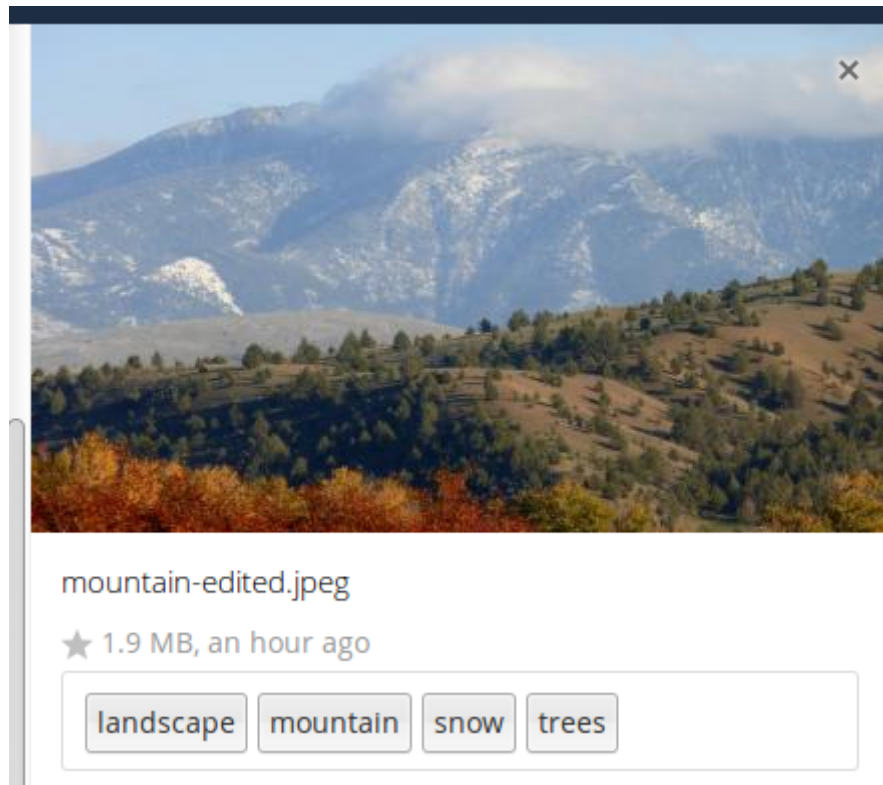 mountain-edited.jpeg
1.9 MB, an hour ago
landscape mountain snow trees